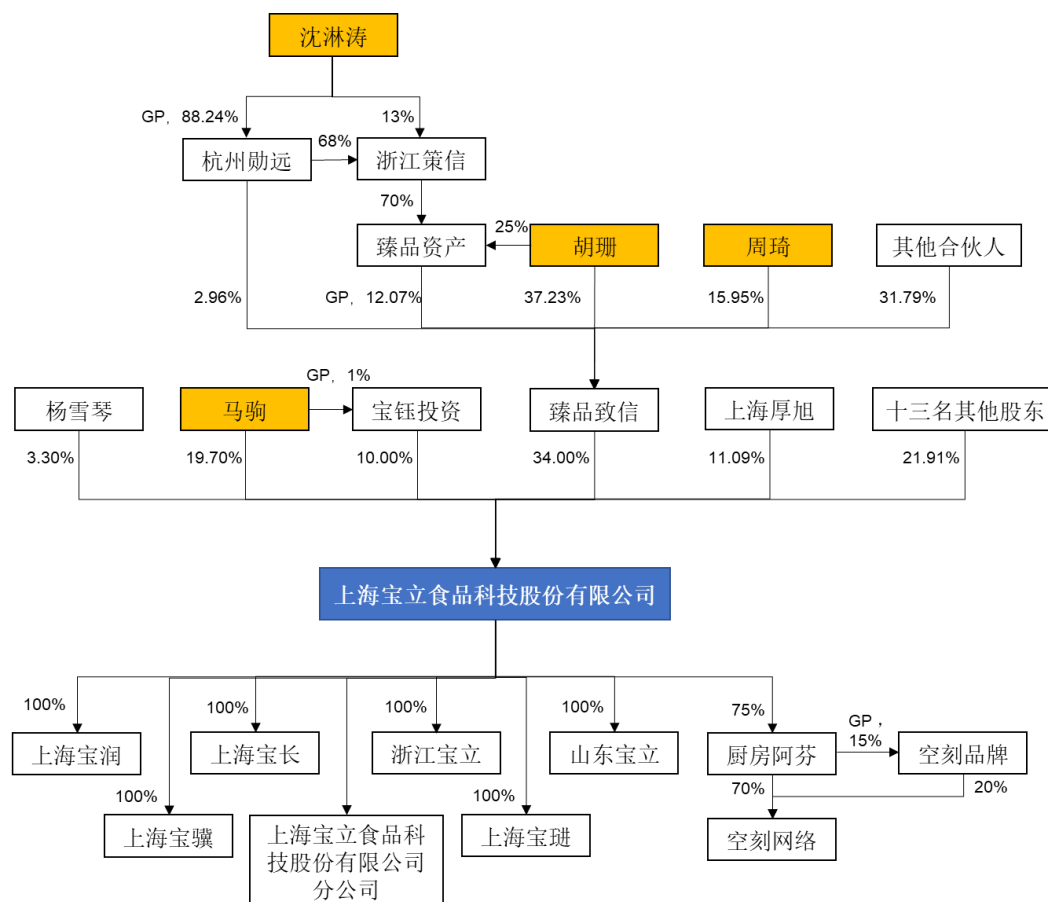 沈淋涛
GP，88.24%
13%
68%
杭州勋远
浙江策信
70%
25%
臻品资产
胡珊
周琦
其他合伙人
2.96%
GP，12.07%
37.23%
15.95%
31.79%
GP，1%
杨雪琴
马驹
宝钰投资
臻品致信
上海厚旭
十三名其他股东
3.30%
19.70%
10.00%
34.00%
11.09%
21.91%
上海宝立食品科技股份有限公司
100%
100%
100%
100%
75%
GP，
15%
上海宝润
上海宝长
浙江宝立
山东宝立
厨房阿芬
空刻品牌
70%
20%
100%
100%
上海宝骥
上海宝立食品科
技股份有限公司
分公司
上海宝琎
空刻网络